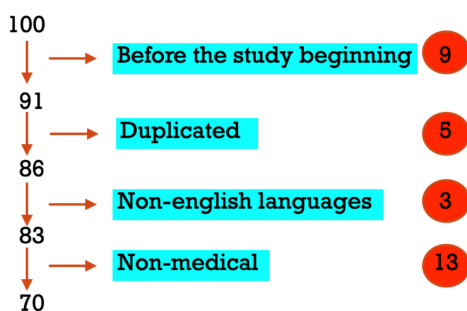 100
Before the study beginning 9
91
Duplicated 5
86
Non-english languages 3
83
Non-medical 13
70